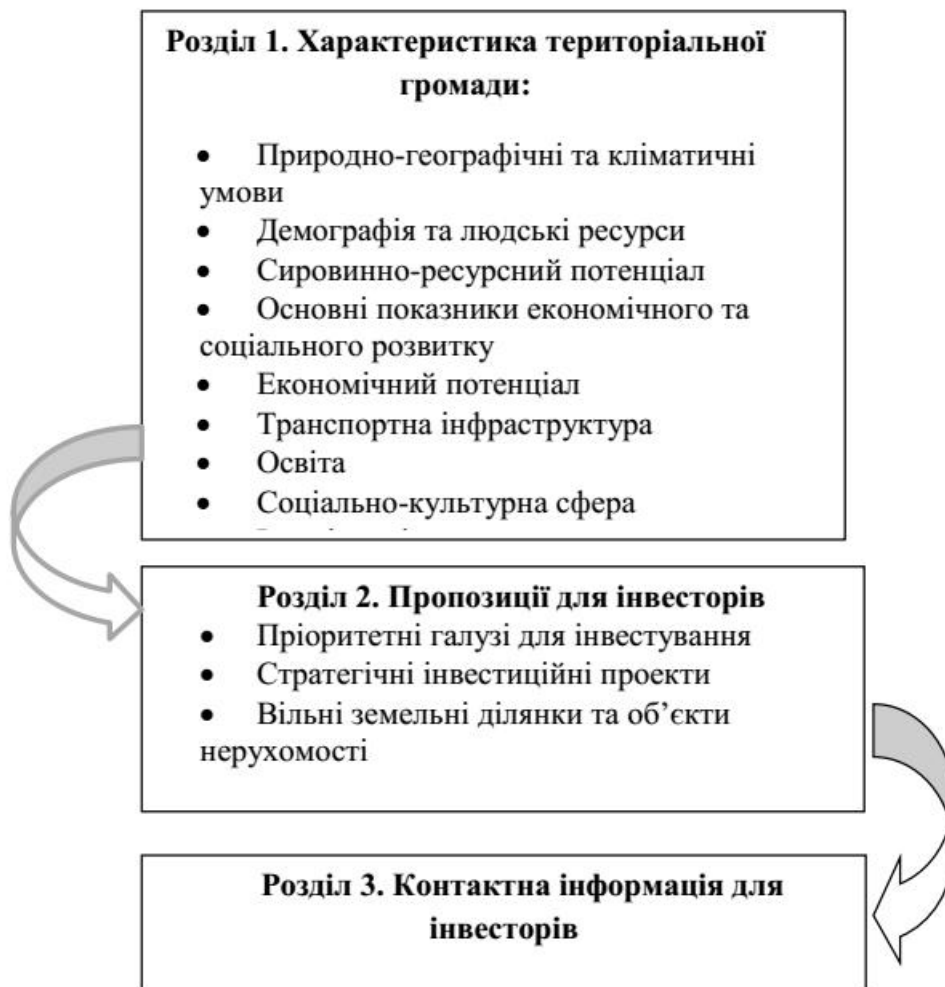 Розділ 1. Характеристика територіальної
громади:
• Природно-географічні та кліматичні
умови
• Демографія та людські ресурси
• Сировинно-ресурсний потенціал
• Основні показники економічного та
соціального розвитку
• Економічний потенціал
• Транспортна інфраструктура
• Освіта
• Соціально-культурна сфера
Розділ 2. Пропозиції для інвесторів
• Пріоритетні галузі для інвестування
• Стратегічні інвестиційні проекти
• Вільні земельні ділянки та об’єкти
нерухомості
Розділ 3. Контактна інформація для
інвесторів